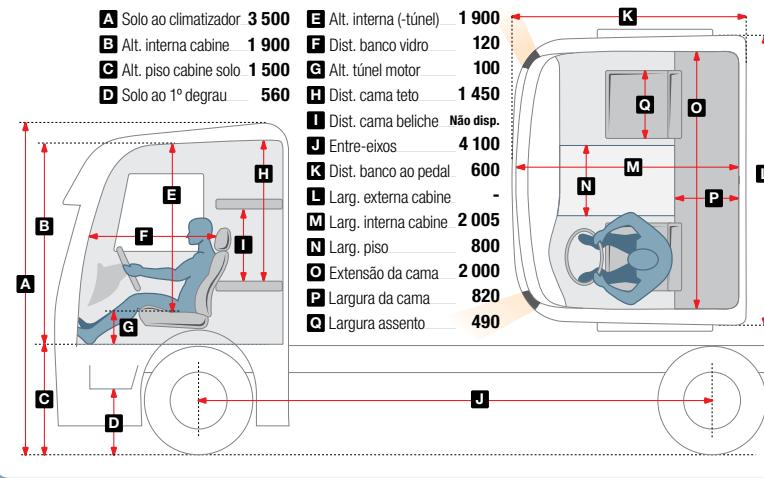 A Solo ao climatizador 3 500
B Alt. interna cabine 1 900
C Alt. piso cabine solo 1 500
D Solo ao 1º degrau 560
E Alt. interna (-túnel) 1 900
F Dist. banco vidro 120
G Alt. túnel motor 100
H Dist. cama teto 1 450
I Dist. cama beliche Não disp.
J Entre-eixos 4 100
K Dist. banco ao pedal 600
L Larg. externa cabine -
M Larg. interna cabine 2 005
N Larg. piso 800
O Extensão da cama 2 000
P Largura da cama 820
Q Largura assento 490
K
Q
O
M
N
P
H
E
B
F
I
A
G
C
D
J